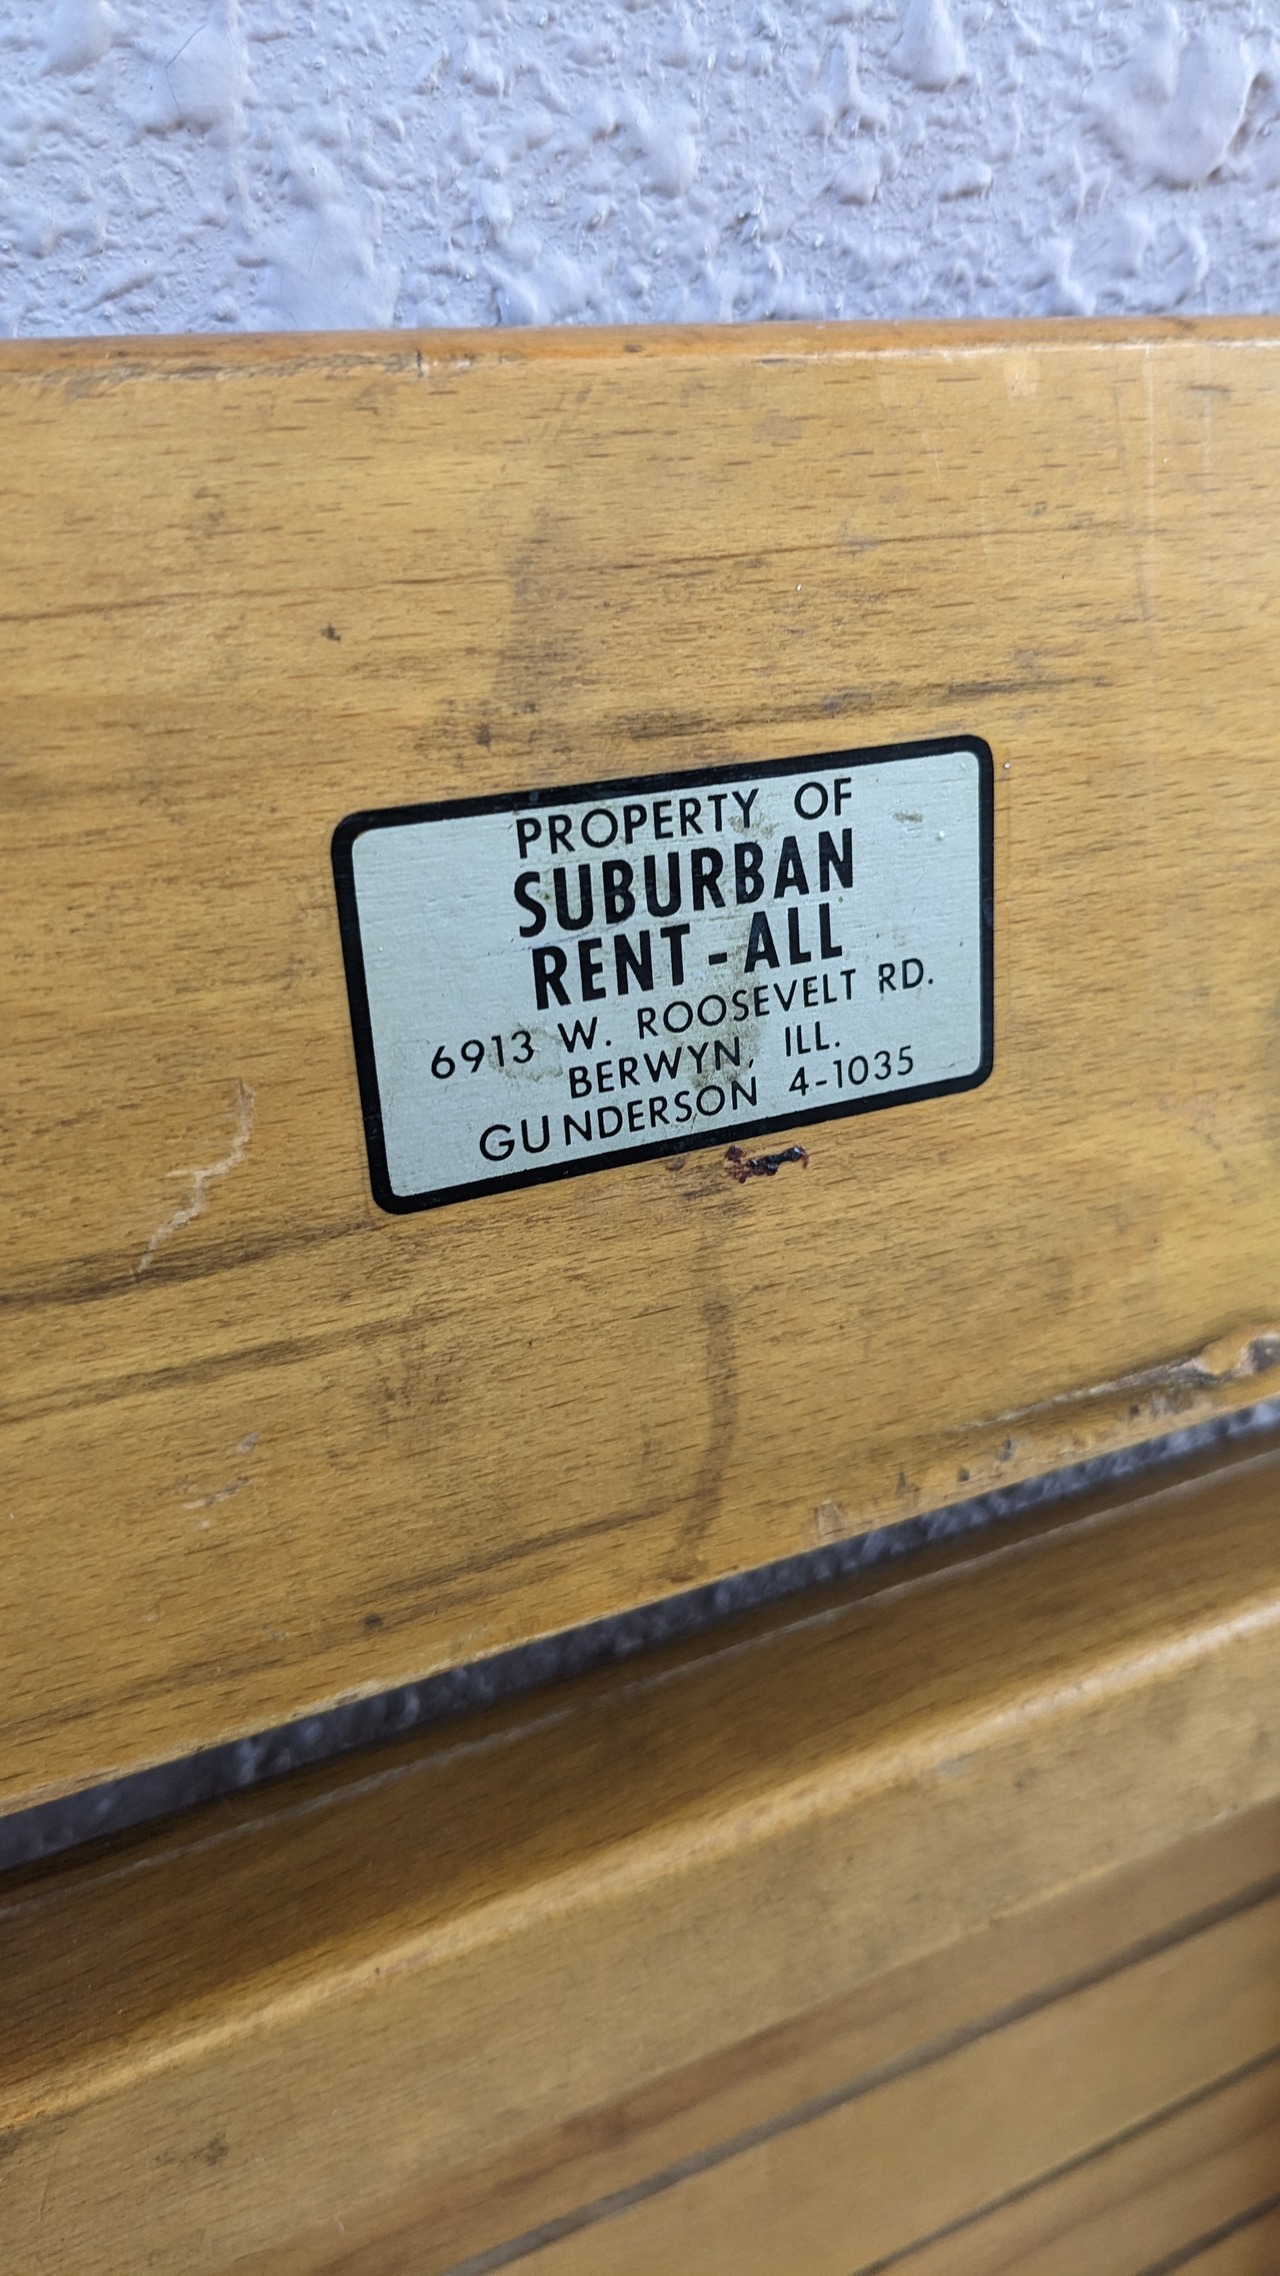 PROPERTY OF
SUBURBAN
RENT-ALL
6913 W. ROOSEVELT RD.
BERWYN, ILL.
GUNDERSON 4-1035